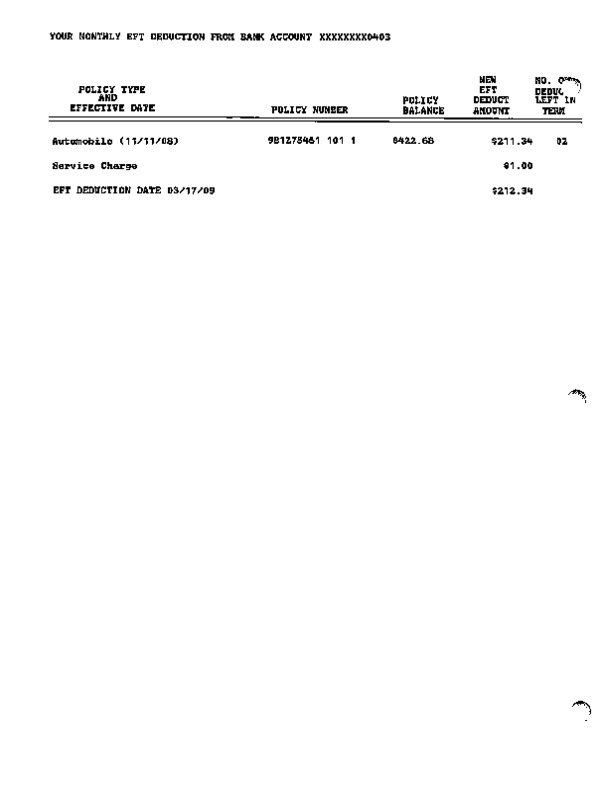 YOUR MONTHLY EFT DEDUCTION FROM BANK ACCOUNT XXXXXXXX0403
NEW NO.
POLICY TYPE EFT DEDUC
AND POLICY DEDUCT LEFT IN
EFFECTIVE DATE POLICY NUMBER BALANCE AMOUNT TERM
Automobile (11/11/08) 981278461 101 1 $422.68 $211.34 02
Service Charge $1.00
EFT DEDUCTION DATE 03/17/09 $212.34